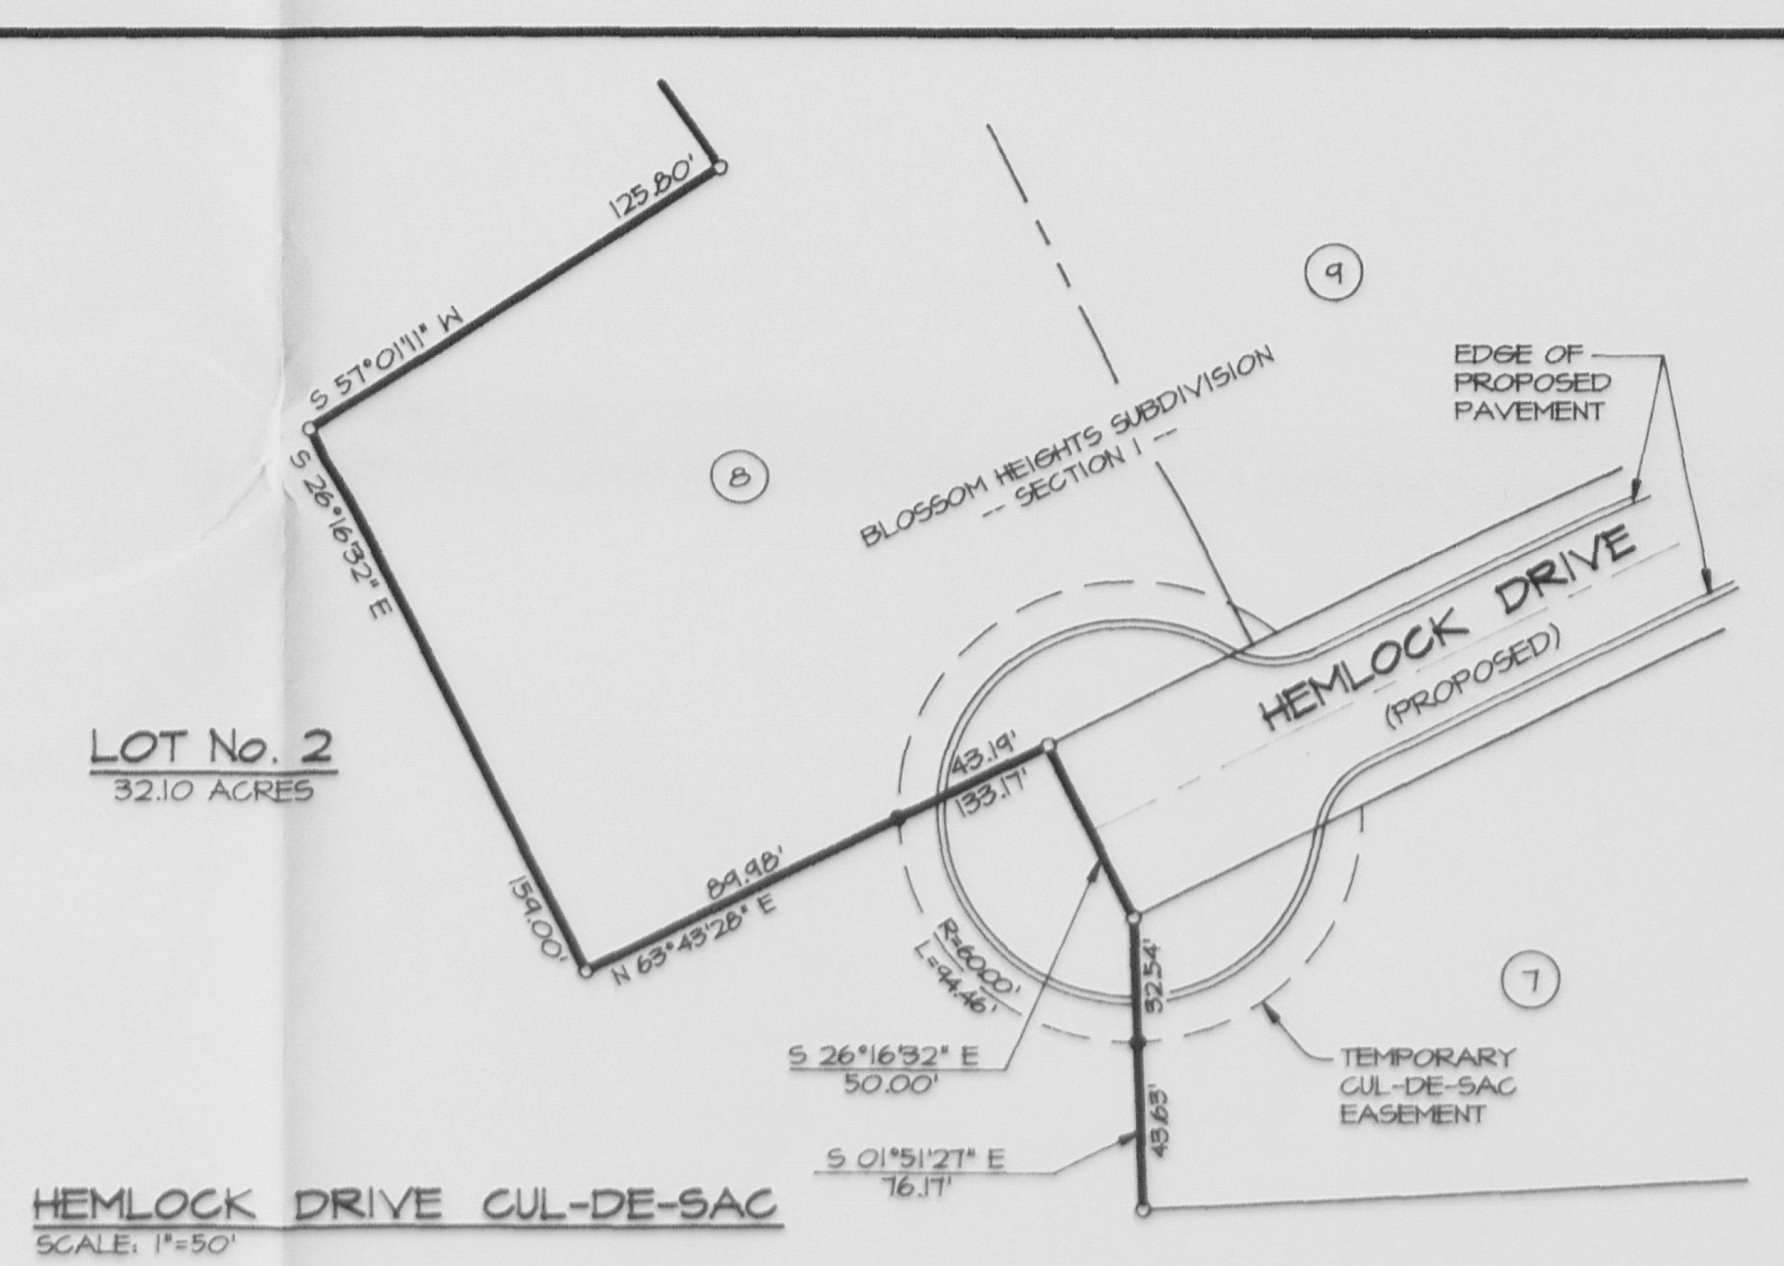 125.80'
S 57°01'11" W
S 26°16'32" E
159.00'
8
9
BLOSSOM HEIGHTS SUBDIVISION
-- SECTION 1 --
EDGE OF
PROPOSED
PAVEMENT
HEMLOCK DRIVE
(PROPOSED)
LOT No. 2
32.10 ACRES
43.19'
133.17'
89.98'
N 63°43'28" E
R=60.00'
L=94.46'
32.54'
7
S 26°16'32" E
50.00'
TEMPORARY
CUL-DE-SAC
EASEMENT
43.63'
S 01°51'27" E
76.17'
HEMLOCK DRIVE CUL-DE-SAC
SCALE: 1"=50'